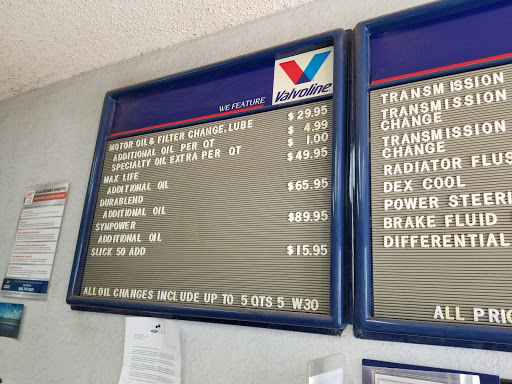 WE FEATURE
Valvoline
MOTOR OIL & FILTER CHANGE, LUBE $ 29.95
ADDITIONAL OIL PER QT $ 4.99
SPECIALTY OIL EXTRA PER QT $ 1.00
MAX LIFE $49.95
ADDITIONAL OIL
DURABLEND $65.95
ADDITIONAL OIL
SYNPOWER $89.95
ADDITIONAL OIL
SLICK 50 ADD $15.95
ALL OIL CHANGES INCLUDE UP TO 5 QTS 5 W30
TRANSMISSION
TRANSMISSION
CHANGE
TRANSMISSION
CHANGE
RADIATOR FLUS
DEX COOL
POWER STEERI
BRAKE FLUID
DIFFERENTIAL
ALL PRIC